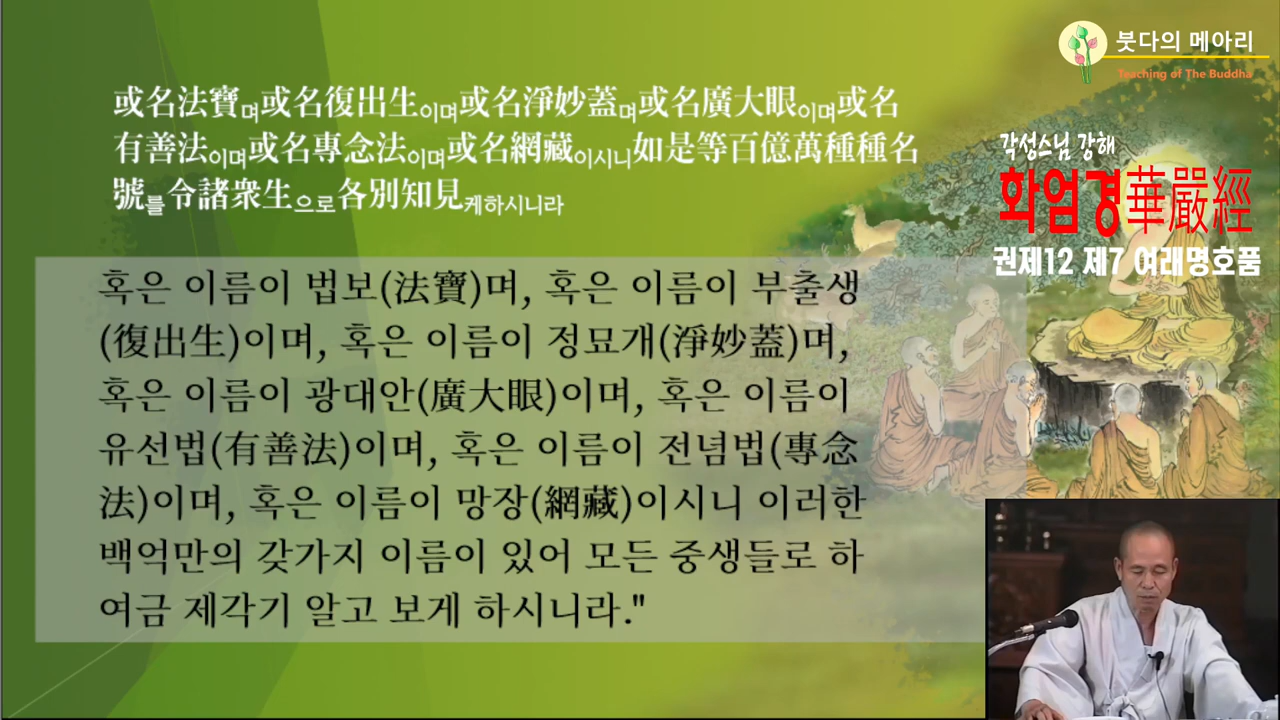 붓다의 메아리
Teaching of The Buddha
或名法寶며或名復出生이며或名淨妙蓋며或名廣大眼이며或名
有善法이며或名專念法이며或名網藏이시니如是等百億萬種種名
號를令諸衆生으로各別知見케하시니라
각성스님 강해
화엄경華嚴經
권제12 제7 여래명호품
혹은 이름이 법보(法寶)며, 혹은 이름이 부출생
(復出生)이며, 혹은 이름이 정묘개(淨妙蓋)며,
혹은 이름이 광대안(廣大眼)이며, 혹은 이름이
유선법(有善法)이며, 혹은 이름이 전념법(專念
法)이며, 혹은 이름이 망장(網藏)이시니 이러한
백억만의 갖가지 이름이 있어 모든 중생들로 하
여금 제각기 알고 보게 하시니라."